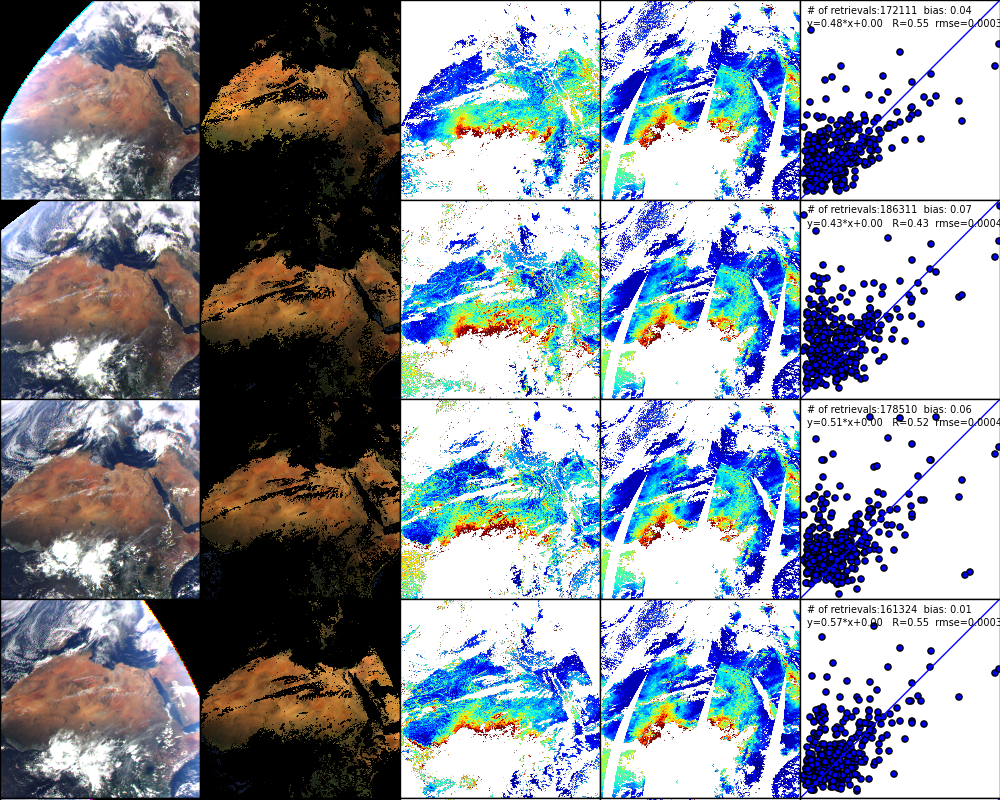 # of retrievals:172111 bias: 0.04
y=0.48*x+0.00 R=0.55 rmse=0.0003
# of retrievals:186311 bias: 0.07
y=0.43*x+0.00 R=0.43 rmse=0.0004
# of retrievals:178510 bias: 0.06
y=0.51*x+0.00 R=0.52 rmse=0.0004
# of retrievals:161324 bias: 0.01
y=0.57*x+0.00 R=0.55 rmse=0.0003